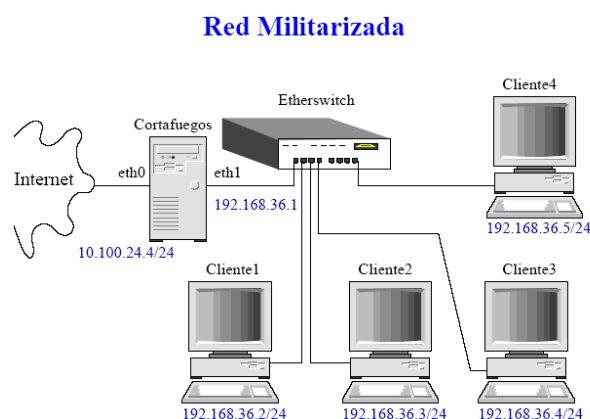 Red Militarizada
Cliente4
Etherswitch
Cortafuegos
Internet
eth0
eth1
192.168.36.1
192.168.36.5/24
10.100.24.4/24
Cliente1
Cliente2
Cliente3
192.168.36.2/24
192.168.36.3/24
192.168.36.4/24